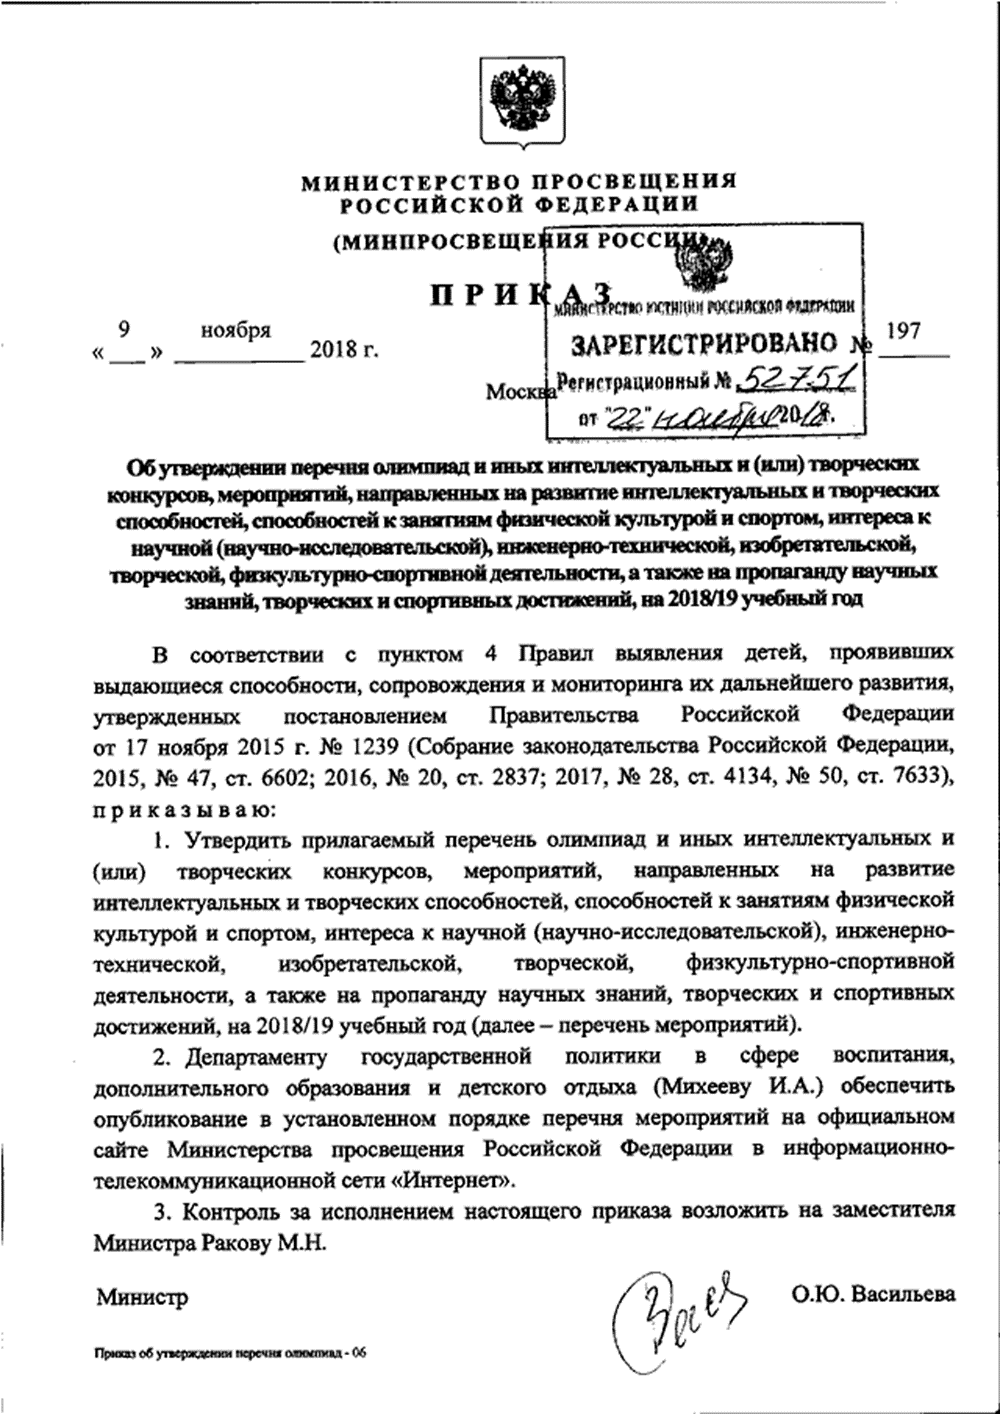 МИНИСТЕРСТВО ПРОСВЕЩЕНИЯ
РОССИЙСКОЙ ФЕДЕРАЦИИ
(МИНПРОСВЕЩЕНИЯ РОССИИ)
ПРИКАЗ
МИНИСТЕРСТВО ЮСТИЦИИ РОССИЙСКОЙ ФЕДЕРАЦИИ
ЗАРЕГИСТРИРОВАНО
Регистрационный № 52751
от "22" ноября 2018.
« 9 » ноября 2018 г. № 197
Москва
Об утверждении перечня олимпиад и иных интеллектуальных и (или) творческих
конкурсов, мероприятий, направленных на развитие интеллектуальных и творческих
способностей, способностей к занятиям физической культурой и спортом, интереса к
научной (научно-исследовательской), инженерно-технической, изобретательской,
творческой, физкультурно-спортивной деятельности, а также на пропаганду научных
знаний, творческих и спортивных достижений, на 2018/19 учебный год
В соответствии с пунктом 4 Правил выявления детей, проявивших
выдающиеся способности, сопровождения и мониторинга их дальнейшего развития,
утвержденных постановлением Правительства Российской Федерации
от 17 ноября 2015 г. № 1239 (Собрание законодательства Российской Федерации,
2015, № 47, ст. 6602; 2016, № 20, ст. 2837; 2017, № 28, ст. 4134, № 50, ст. 7633),
п р и к а з ы в а ю:
1. Утвердить прилагаемый перечень олимпиад и иных интеллектуальных и
(или) творческих конкурсов, мероприятий, направленных на развитие
интеллектуальных и творческих способностей, способностей к занятиям физической
культурой и спортом, интереса к научной (научно-исследовательской), инженерно-
технической, изобретательской, творческой, физкультурно-спортивной
деятельности, а также на пропаганду научных знаний, творческих и спортивных
достижений, на 2018/19 учебный год (далее – перечень мероприятий).
2. Департаменту государственной политики в сфере воспитания,
дополнительного образования и детского отдыха (Михееву И.А.) обеспечить
опубликование в установленном порядке перечня мероприятий на официальном
сайте Министерства просвещения Российской Федерации в информационно-
телекоммуникационной сети «Интернет».
3. Контроль за исполнением настоящего приказа возложить на заместителя
Министра Ракову М.Н.
Министр О.Ю. Васильева
Приказ об утверждении перечня олимпиад - 06